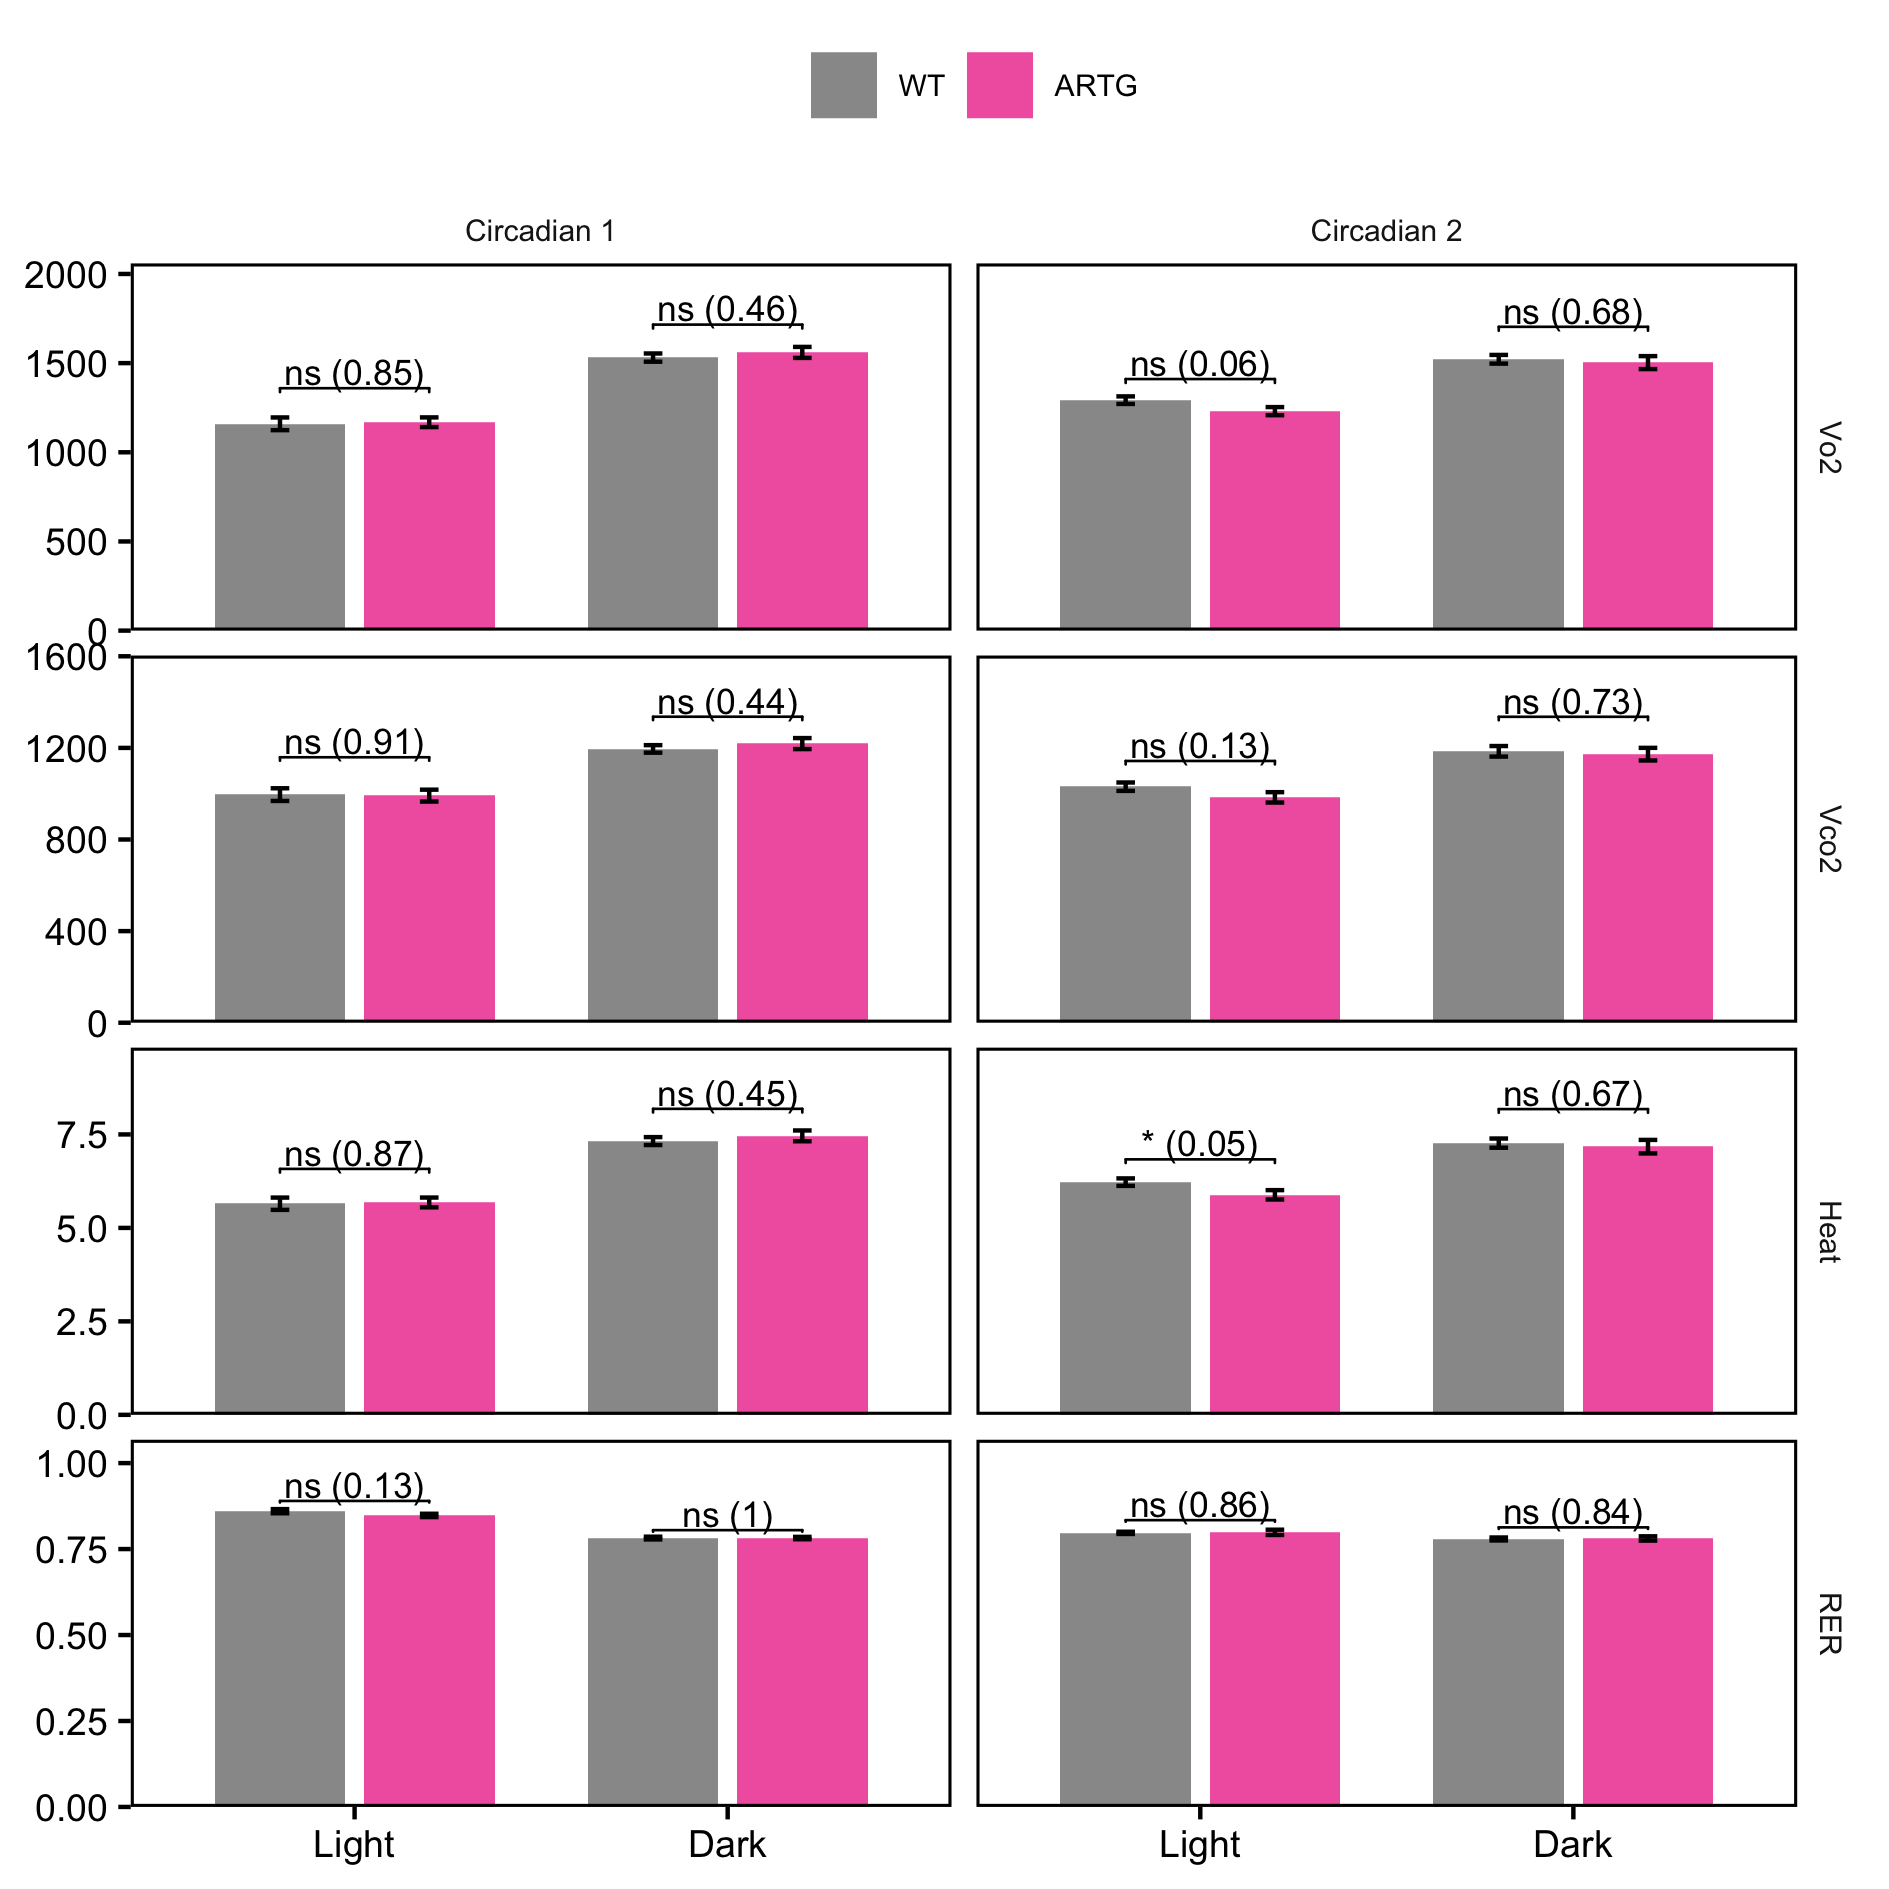 WT ARTG
Circadian 1 Circadian 2
2000
1500
1000
500
0
ns (0.85) ns (0.46) ns (0.06) ns (0.68)
Vo2
1600
1200
800
400
0
ns (0.91) ns (0.44) ns (0.13) ns (0.73)
Vco2
7.5
5.0
2.5
0.0
ns (0.87) ns (0.45) * (0.05) ns (0.67)
Heat
1.00
0.75
0.50
0.25
0.00
ns (0.13) ns (1) ns (0.86) ns (0.84)
RER
Light Dark Light Dark